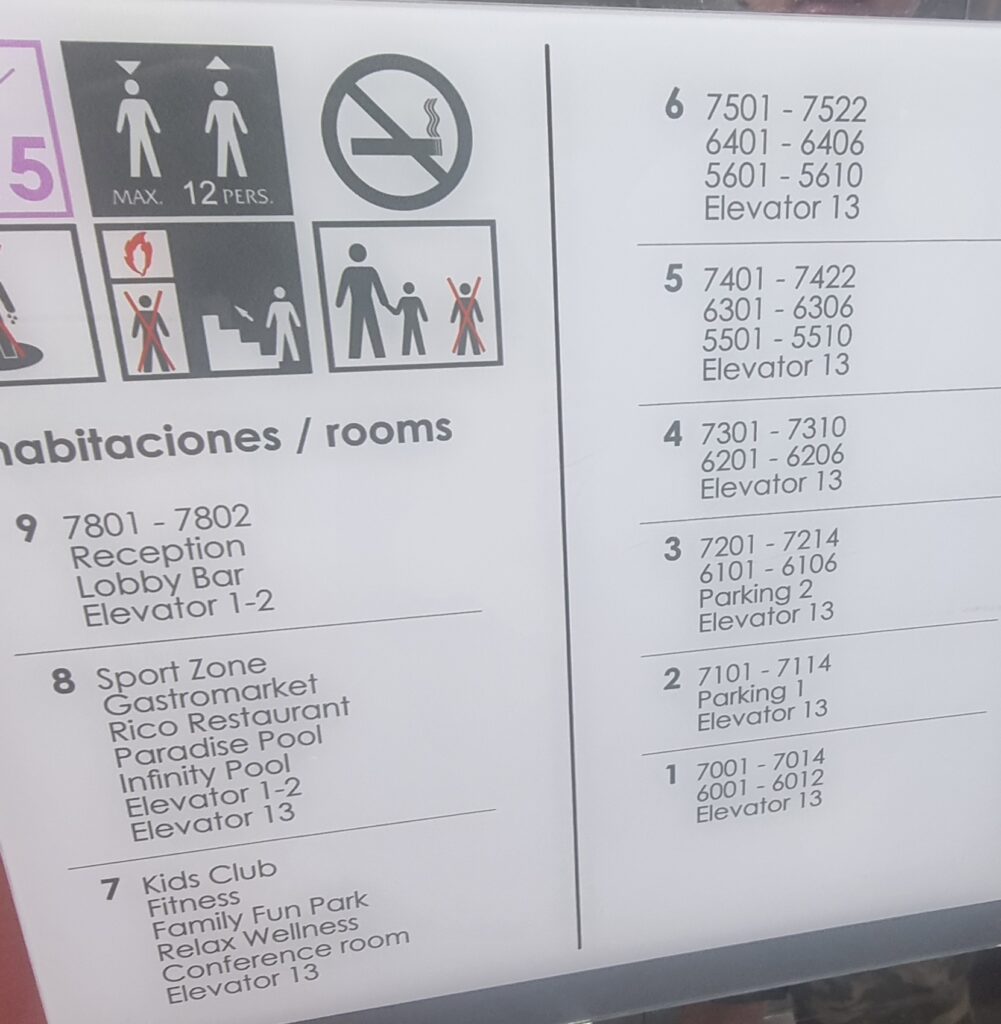 5
MAX. 12 PERS.
habitaciones / rooms
9 7801 - 7802
Reception
Lobby Bar
Elevator 1-2
8 Sport Zone
Gastromarket
Rico Restaurant
Paradise Pool
Infinity Pool
Elevator 1-2
Elevator 13
7 Kids Club
Fitness
Family Fun Park
Relax Wellness
Conference room
Elevator 13
6 7501 - 7522
6401 - 6406
5601 - 5610
Elevator 13
5 7401 - 7422
6301 - 6306
5501 - 5510
Elevator 13
4 7301 - 7310
6201 - 6206
Elevator 13
3 7201 - 7214
6101 - 6106
Parking 2
Elevator 13
2 7101 - 7114
Parking 1
Elevator 13
1 7001 - 7014
6001 - 6012
Elevator 13